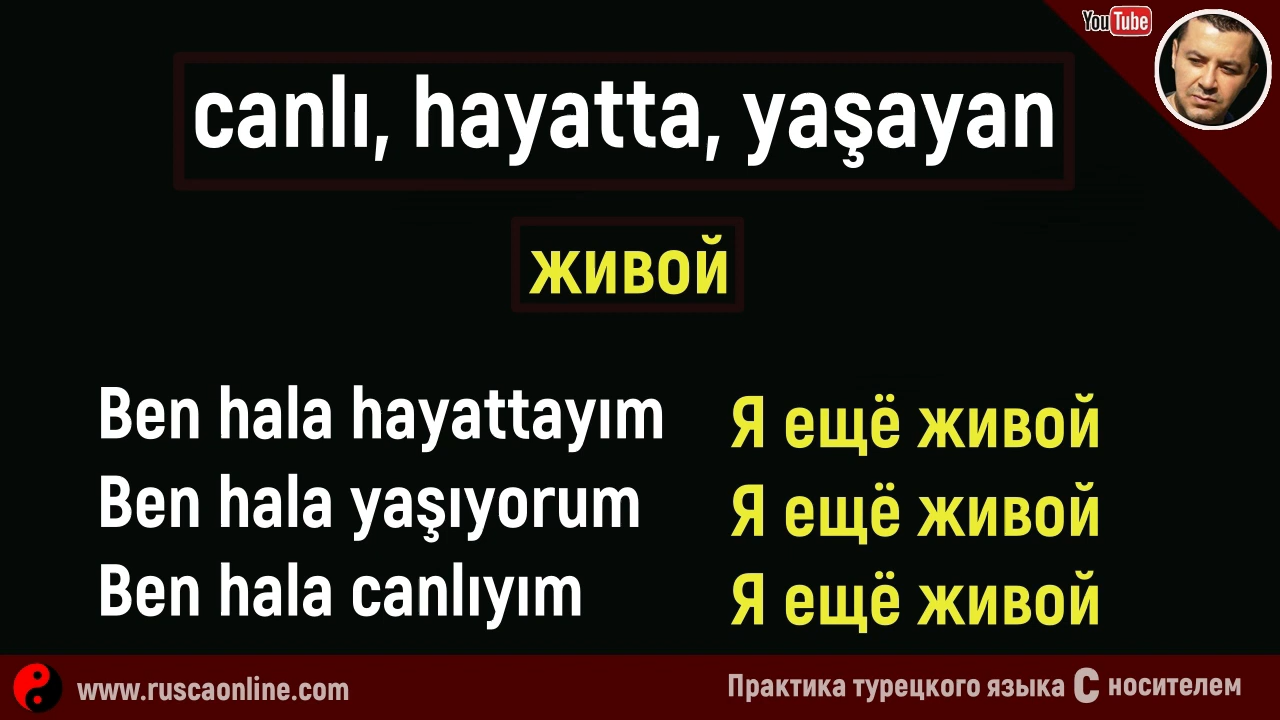 YouTube
canlı, hayatta, yaşayan
живой
Ben hala hayattayım
Я ещё живой
Ben hala yaşıyorum
Я ещё живой
Ben hala canlıyım
Я ещё живой
www.ruscaonline.com
Практика турецкого языка С носителем